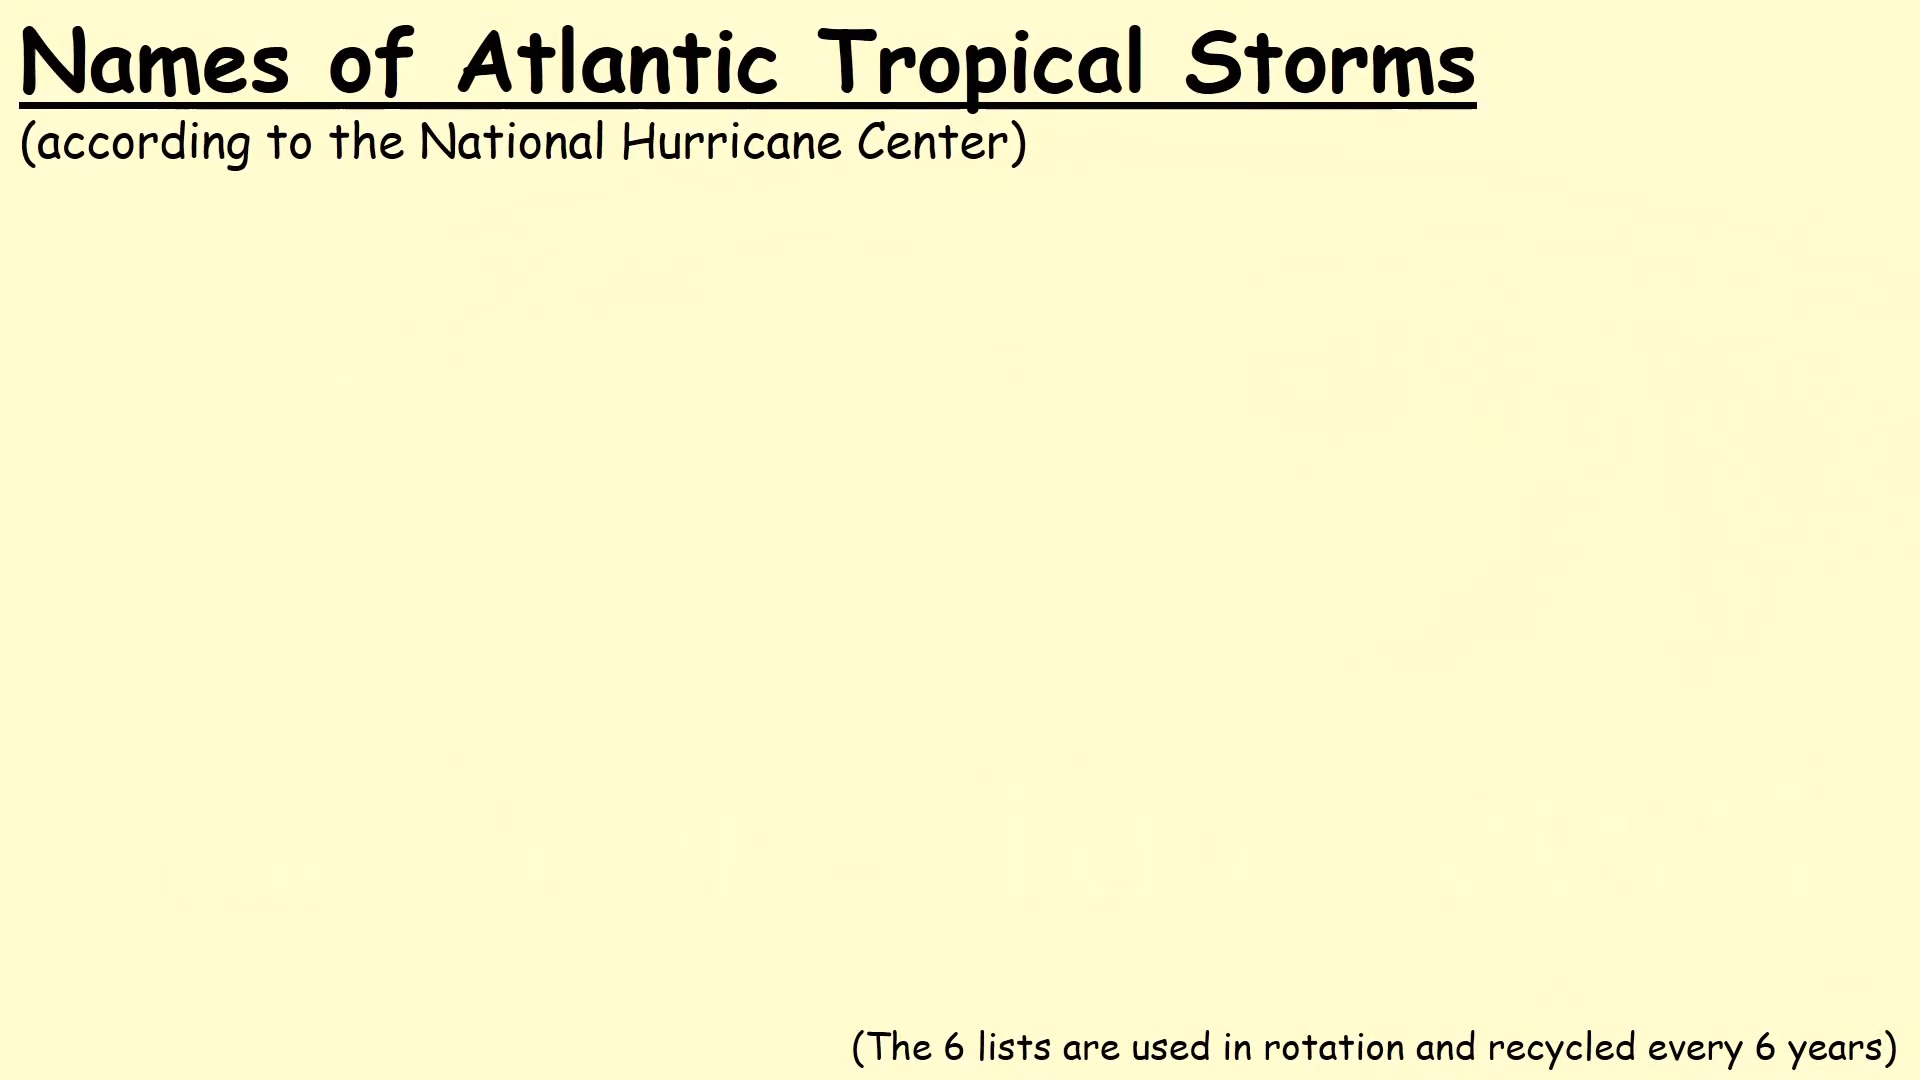 Names of Atlantic Tropical Storms
(according to the National Hurricane Center)
(The 6 lists are used in rotation and recycled every 6 years)